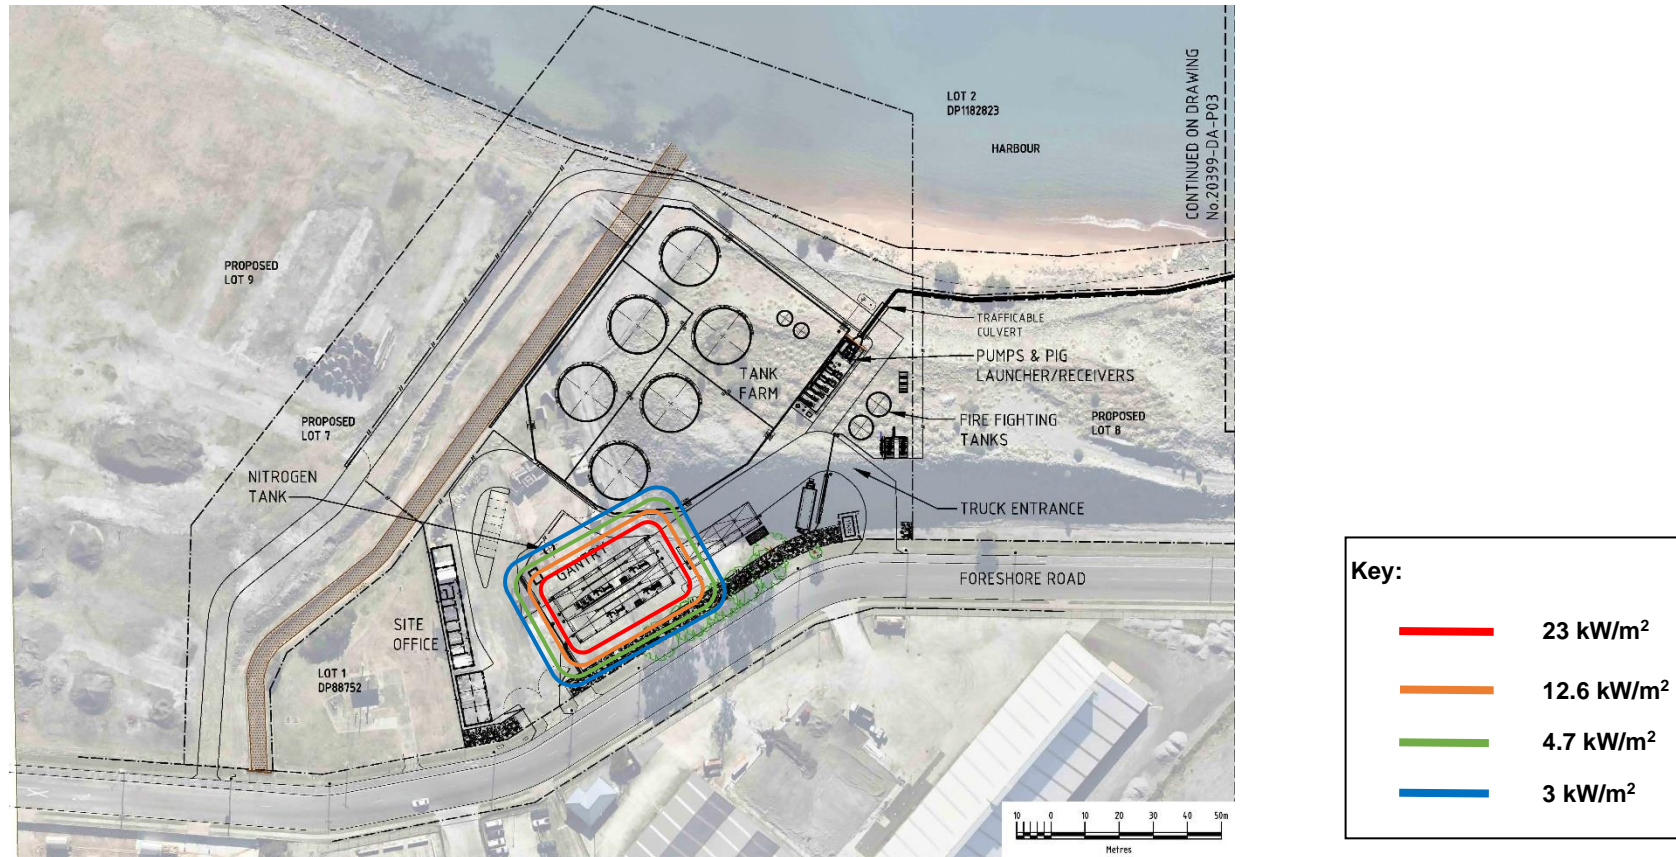 LOT 2
DP1182823
HARBOUR
CONTINUED ON DRAWING
No.20399-DA-P03
PROPOSED
LOT 9
TRAFFICABLE
CULVERT
PUMPS & PIG
LAUNCHER/RECEIVERS
TANK
FARM
PROPOSED
LOT 7
FIRE FIGHTING
TANKS
PROPOSED
LOT 8
NITROGEN
TANK
TRUCK ENTRANCE
GANTRY
FORESHORE ROAD
SITE
OFFICE
LOT 1
DP88752
10 0 10 20 30 40 50m
Metres
Key:
23 kW/m²
12.6 kW/m²
4.7 kW/m²
3 kW/m²